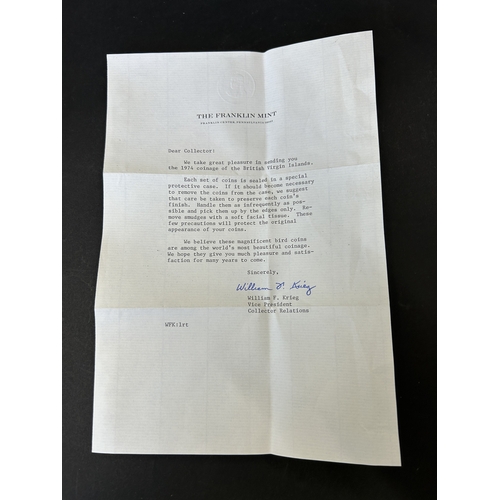 THE FRANKLIN MINT
FRANKLIN CENTER, PENNSYLVANIA
Dear Collector:
We take great pleasure in sending you
the 1974 coinage of the British Virgin Islands.
Each set of coins is sealed in a special
protective case. If it should become necessary
to remove the coins from the case, we suggest
that care be taken to preserve each coin's
finish. Handle them as infrequently as pos-
sible and pick them up by the edges only. Re-
move smudges with a soft facial tissue. These
few precautions will protect the original
appearance of your coins.
We believe these magnificent bird coins
are among the world's most beautiful coinage.
We hope they give you much pleasure and satis-
faction for many years to come.
Sincerely,
William F. Krieg
William F. Krieg
Vice President
Collector Relations
WFK:lrt